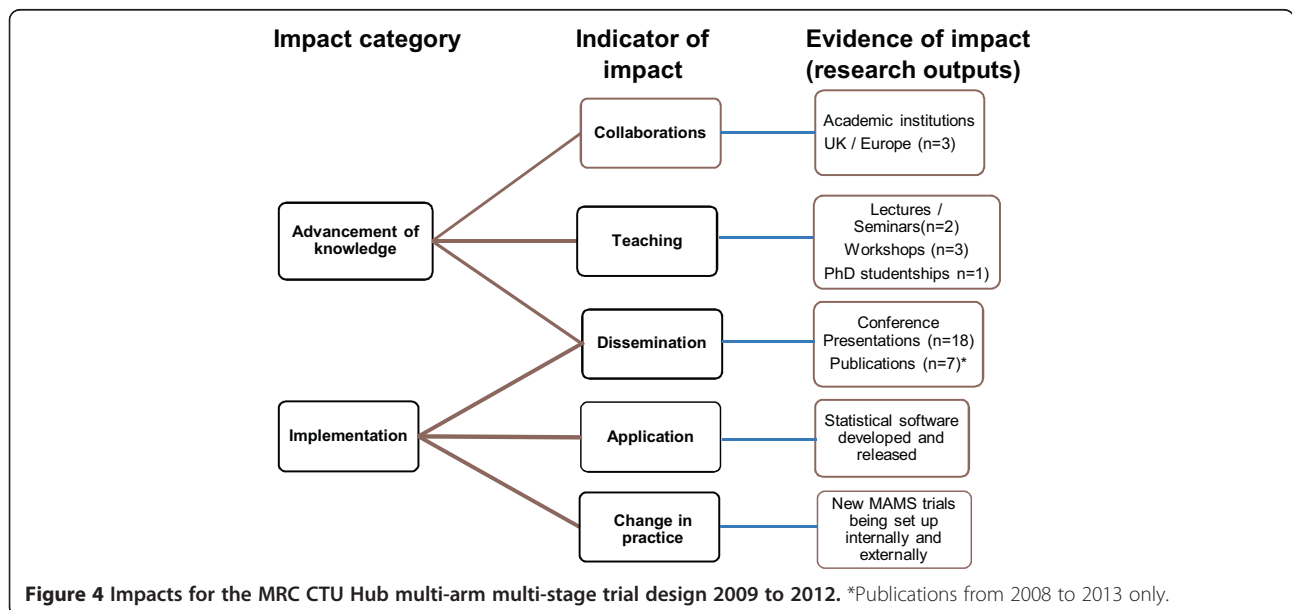 Impact category
Indicator of
impact
Evidence of impact
(research outputs)
Collaborations
Academic institutions
UK / Europe (n=3)
Advancement of
knowledge
Teaching
Lectures /
Seminars(n=2)
Workshops (n=3)
PhD studentships n=1)
Dissemination
Conference
Presentations (n=18)
Publications (n=7)*
Implementation
Application
Statistical software
developed and
released
Change in
practice
New MAMS trials
being set up
internally and
externally
Figure 4 Impacts for the MRC CTU Hub multi-arm multi-stage trial design 2009 to 2012. *Publications from 2008 to 2013 only.